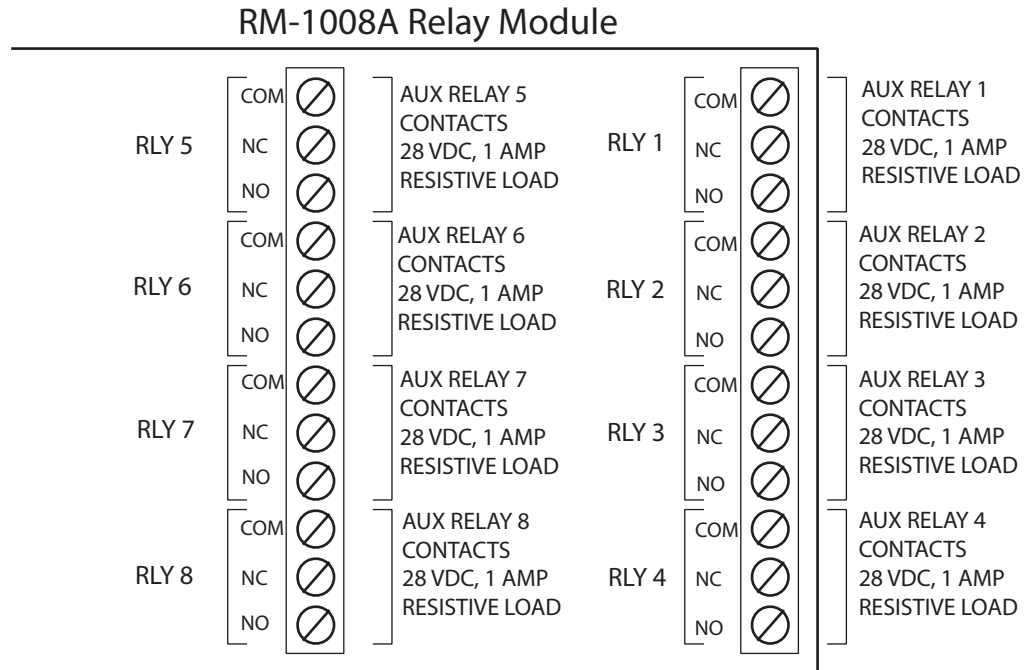 RM-1008A Relay Module
RLY 5
COM
NC
NO
AUX RELAY 5
CONTACTS
28 VDC, 1 AMP
RESISTIVE LOAD
RLY 6
COM
NC
NO
AUX RELAY 6
CONTACTS
28 VDC, 1 AMP
RESISTIVE LOAD
RLY 7
COM
NC
NO
AUX RELAY 7
CONTACTS
28 VDC, 1 AMP
RESISTIVE LOAD
RLY 8
COM
NC
NO
AUX RELAY 8
CONTACTS
28 VDC, 1 AMP
RESISTIVE LOAD
RLY 1
COM
NC
NO
AUX RELAY 1
CONTACTS
28 VDC, 1 AMP
RESISTIVE LOAD
RLY 2
COM
NC
NO
AUX RELAY 2
CONTACTS
28 VDC, 1 AMP
RESISTIVE LOAD
RLY 3
COM
NC
NO
AUX RELAY 3
CONTACTS
28 VDC, 1 AMP
RESISTIVE LOAD
RLY 4
COM
NC
NO
AUX RELAY 4
CONTACTS
28 VDC, 1 AMP
RESISTIVE LOAD